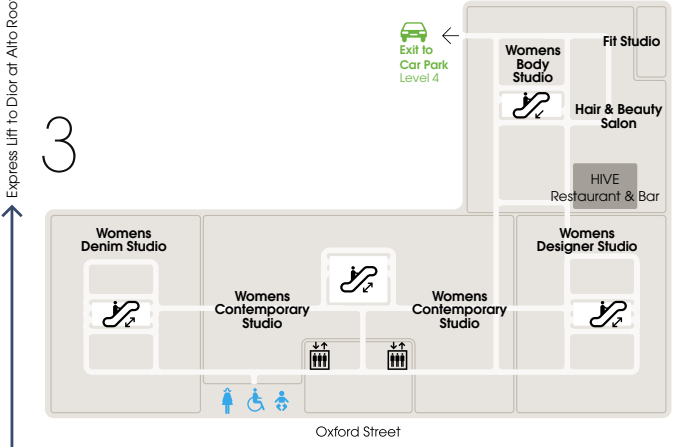 Express Lift to Dior at Alto Roo
3
Exit to
Car Park
Level 4
Womens
Body
Studio
Fit Studio
Hair & Beauty
Salon
HIVE
Restaurant & Bar
Womens
Denim Studio
Womens
Contemporary
Studio
Womens
Contemporary
Studio
Womens
Designer Studio
Oxford Street